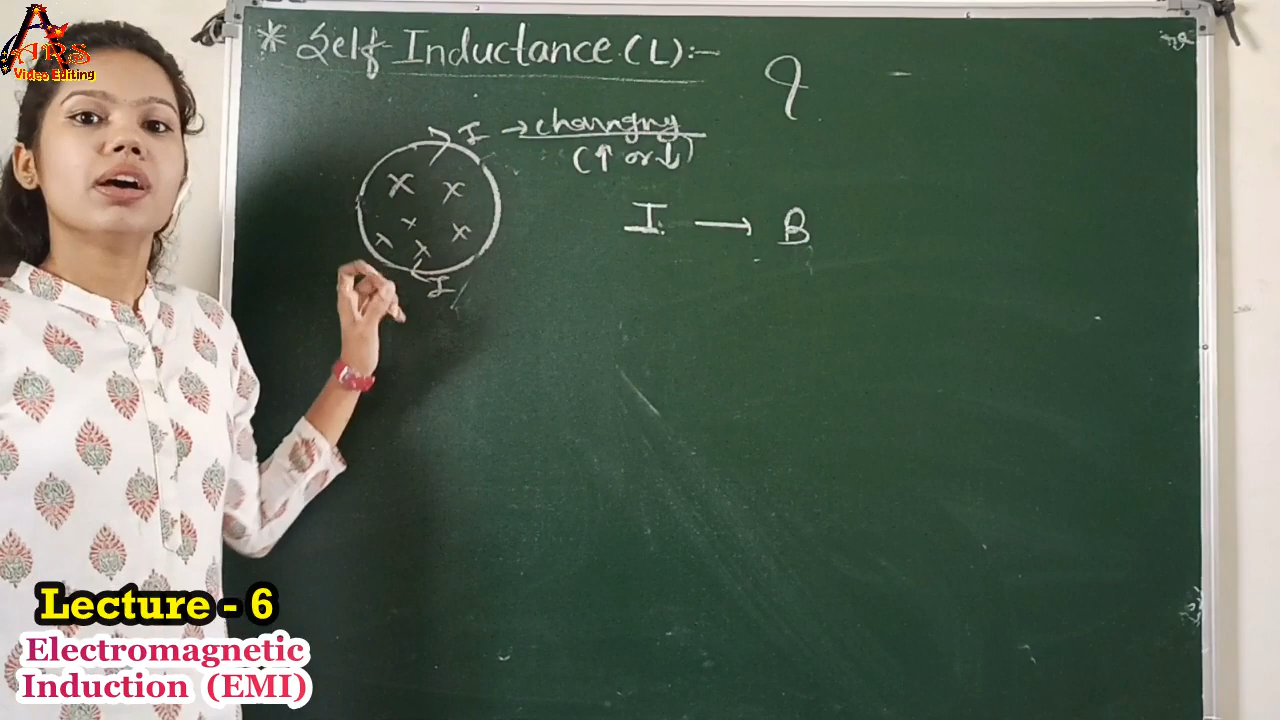 ARS
Video Editing
* Self-Inductance (L):-
I → changing
(↑ or ↓)
X X
X
X X X
I
I → B
Lecture - 6
Electromagnetic
Induction (EMI)